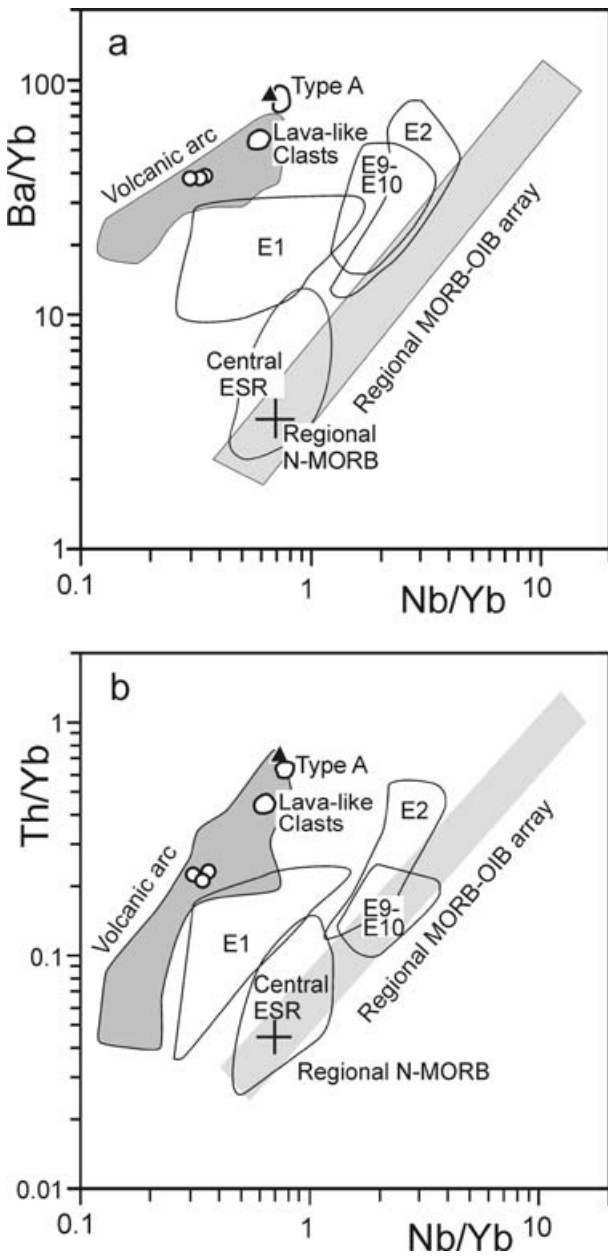 a
100
Type A
Lava-like
Clasts
Volcanic arc
E2
E9-
E10
E1
Ba/Yb
10
Central
ESR
Regional
N-MORB
Regional MORB-OIB array
1
0.1
1
10
Nb/Yb
b
1
Type A
Lava-like
Clasts
Th/Yb
Volcanic arc
E2
E9-
E10
E1
0.1
Central
ESR
Regional MORB-OIB array
Regional N-MORB
0.01
0.1
1
10
Nb/Yb